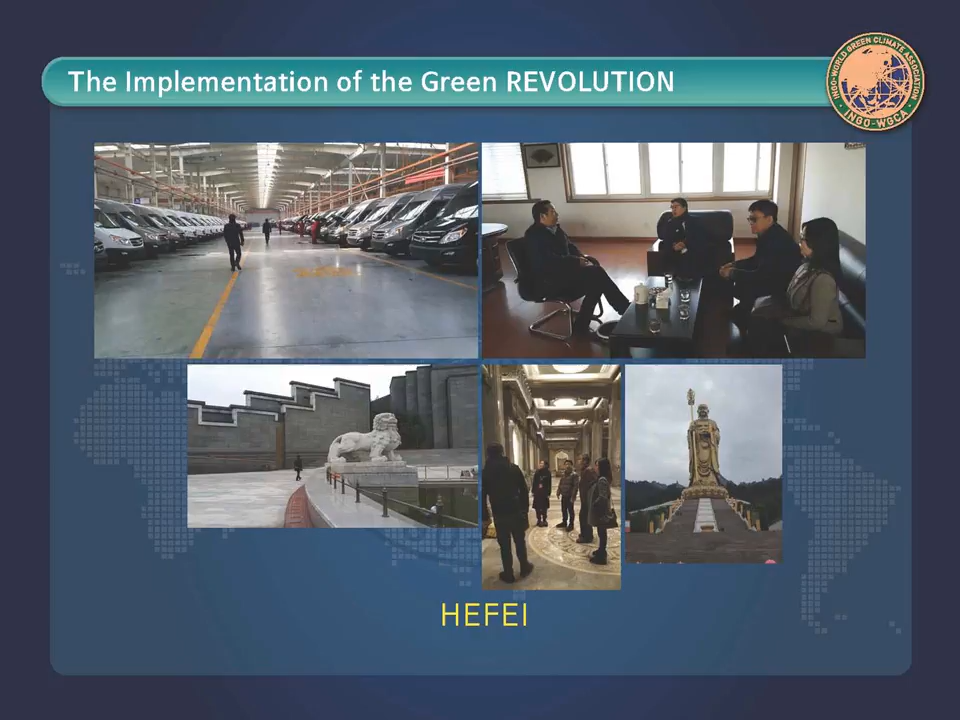 The Implementation of the Green REVOLUTION
INGO-WORLD GREEN CLIMATE ASSOCIATION
INGO-WGCA
HEFEI